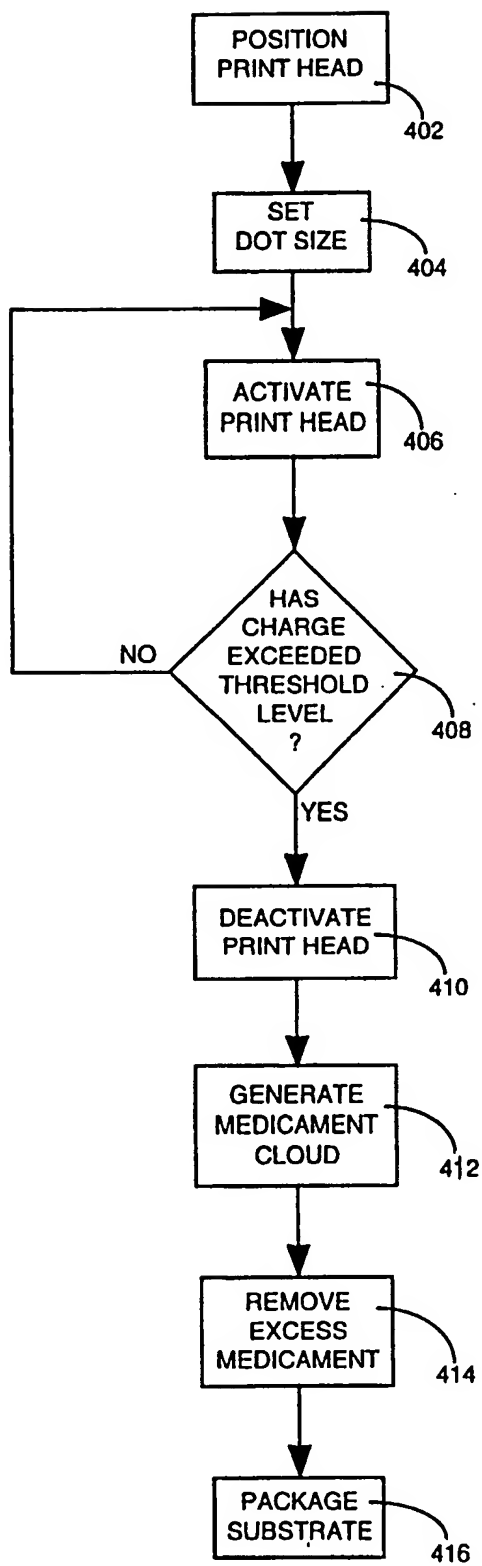 POSITION
PRINT HEAD
402
SET
DOT SIZE
404
ACTIVATE
PRINT HEAD
406
HAS
CHARGE
EXCEEDED
THRESHOLD
LEVEL
?
NO
408
YES
DEACTIVATE
PRINT HEAD
410
GENERATE
MEDICAMENT
CLOUD
412
REMOVE
EXCESS
MEDICAMENT
414
PACKAGE
SUBSTRATE
416